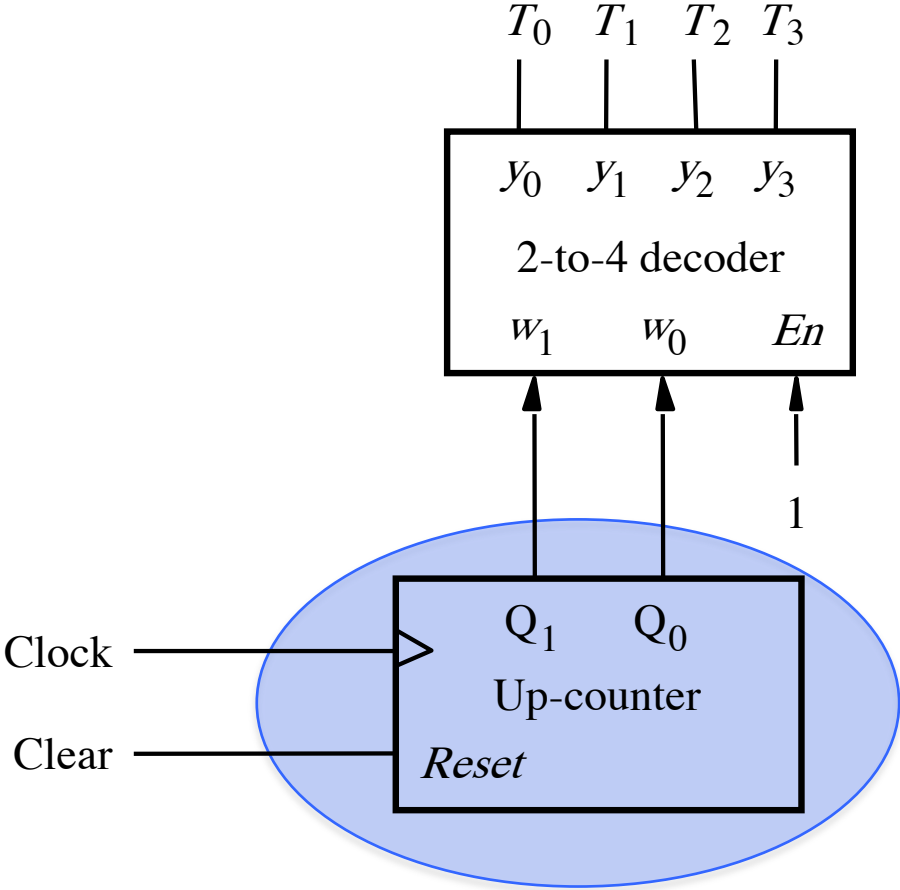 T0 T1 T2 T3
y0 y1 y2 y3
2-to-4 decoder
w1 w0 En
1
Q1 Q0
Clock
Up-counter
Clear
Reset